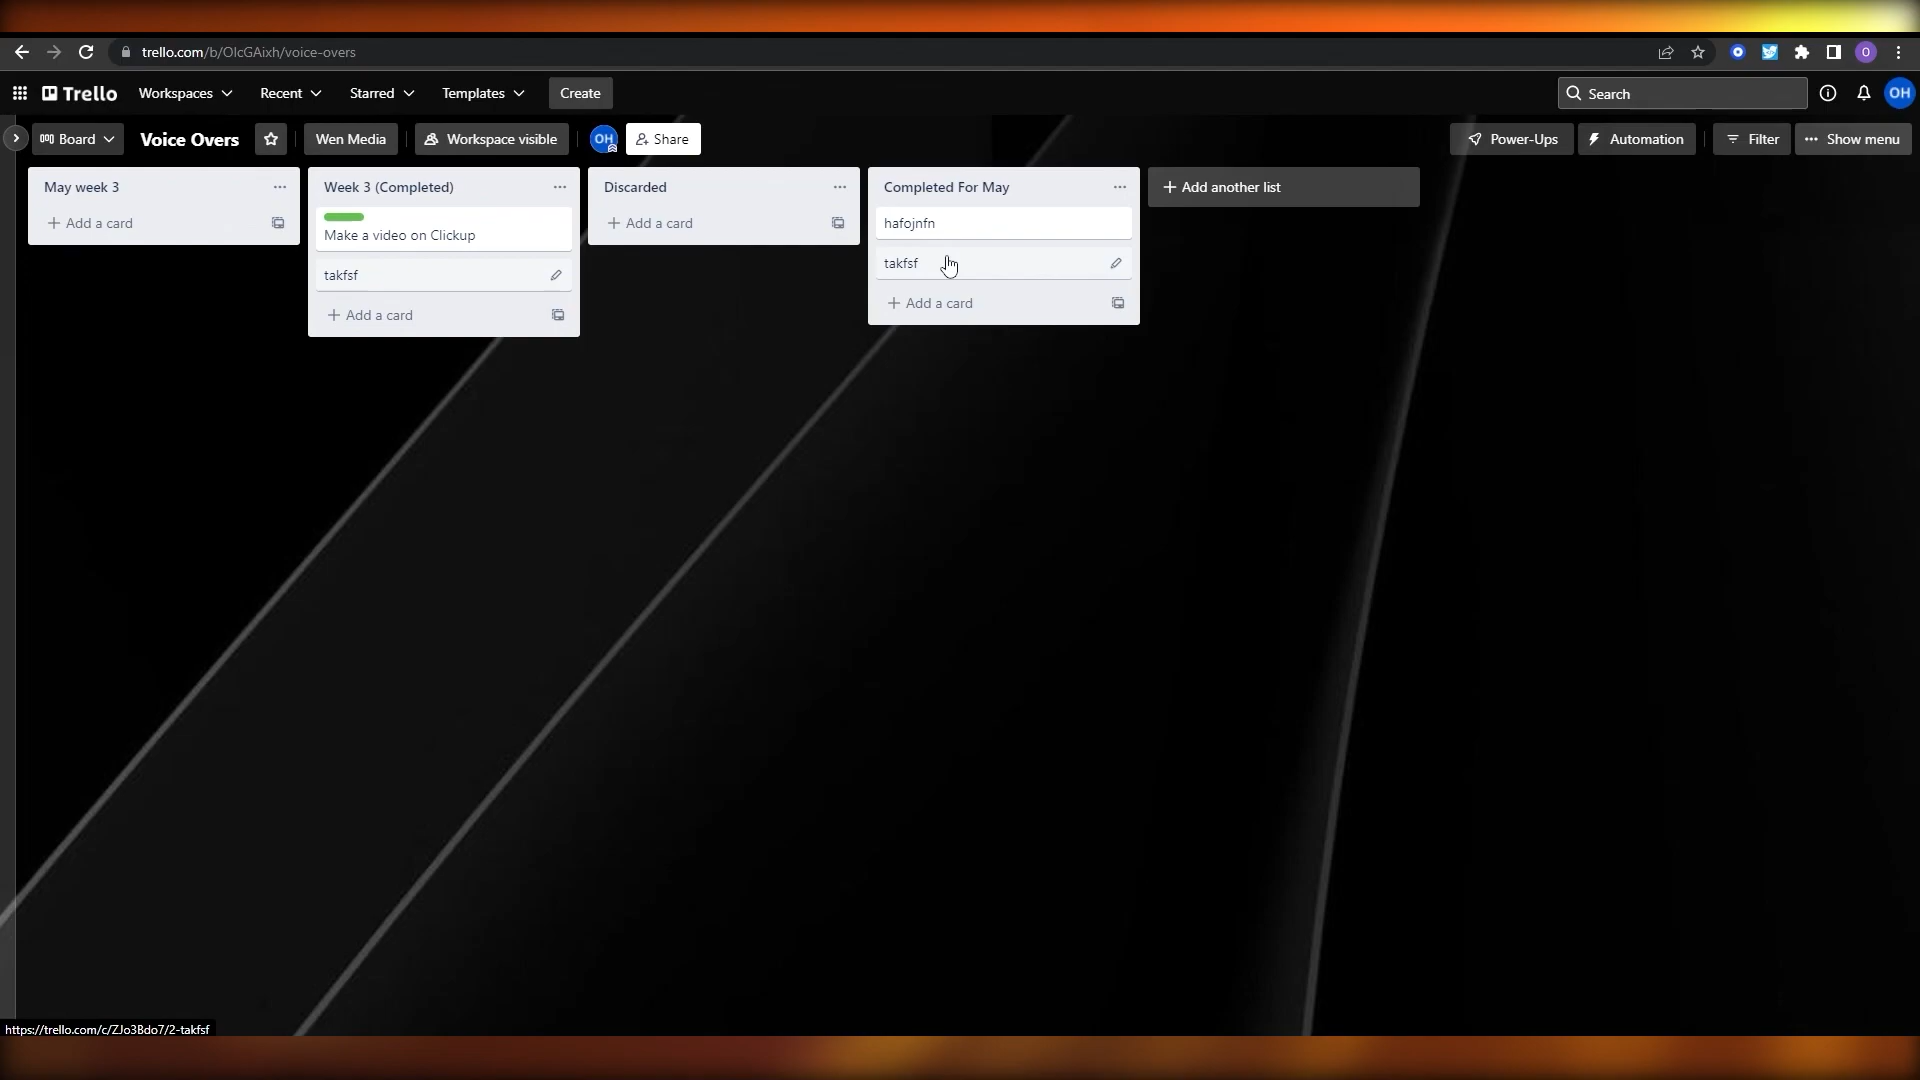 trello.com/b/OlcGAixh/voice-overs
O
Trello
Workspaces
Recent
Starred
Templates
Create
Search
OH
Board
Voice Overs
Wen Media
Workspace visible
OH
Share
Power-Ups
Automation
Filter
Show menu
May week 3
+ Add a card
Week 3 (Completed)
Make a video on Clickup
takfsf
+ Add a card
Discarded
+ Add a card
Completed For May
hafojnfn
takfsf
+ Add a card
+ Add another list
https://trello.com/c/ZJo3Bdo7/2-takfsf